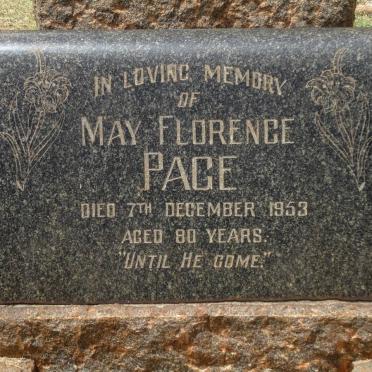 IN LOVING MEMORY
OF
MAY FLORENCE
PAGE
DIED 7TH DECEMBER 1953
AGED 80 YEARS.
"UNTIL HE COME."